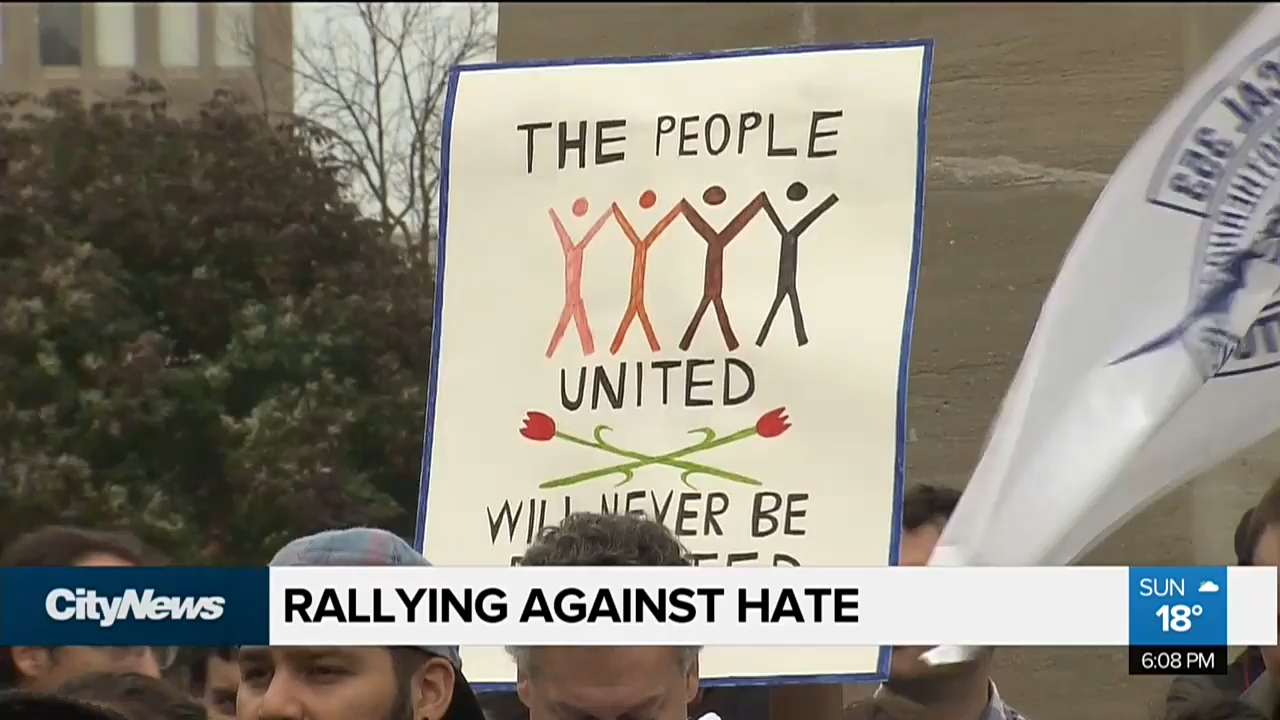 THE PEOPLE
UNITED
WILL NEVER BE
CityNews
RALLYING AGAINST HATE
SUN
18°
6:08 PM